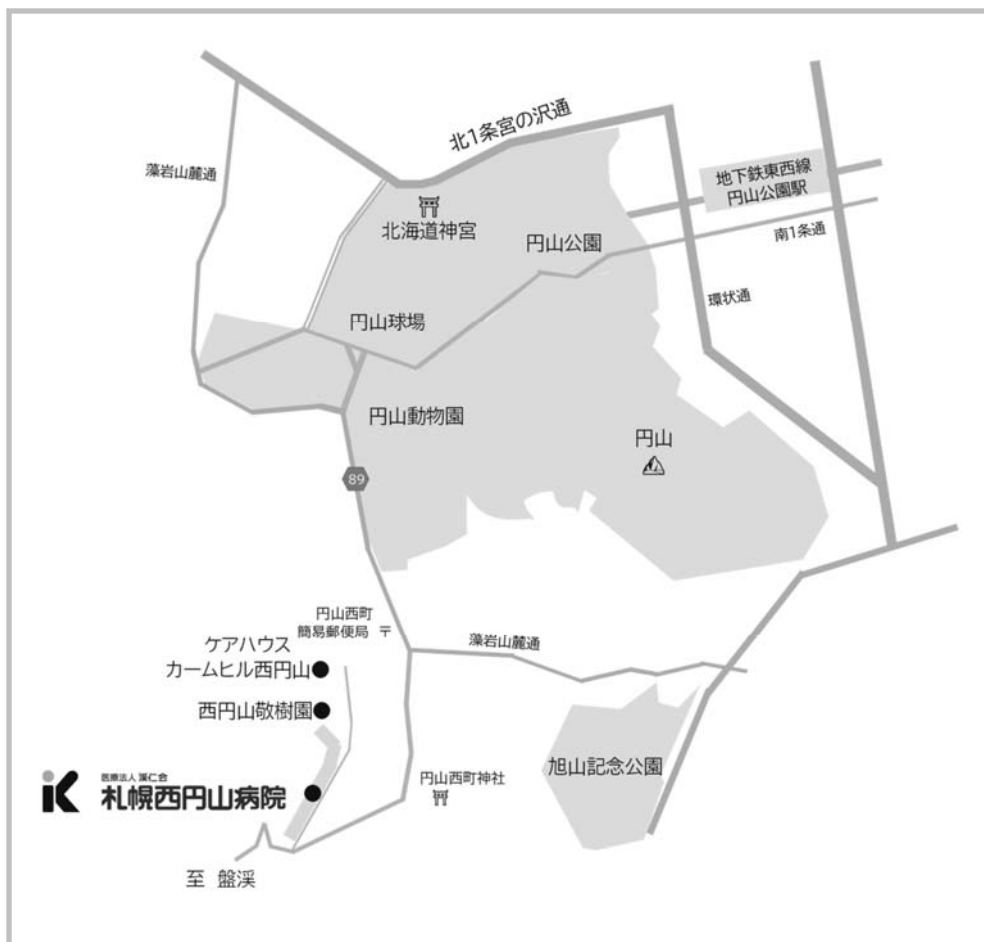 北1条宮の沢通
藻岩山麓通
地下鉄東西線
円山公園駅
北海道神宮
円山公園
南1条通
環状通
円山球場
円山動物園
円山
89
円山西町
簡易郵便局 〒
ケアハウス
カームヒル西円山
藻岩山麓通
西円山敬樹園
旭山記念公園
円山西町神社
医療法人 渓仁会
札幌西円山病院
至 盤渓